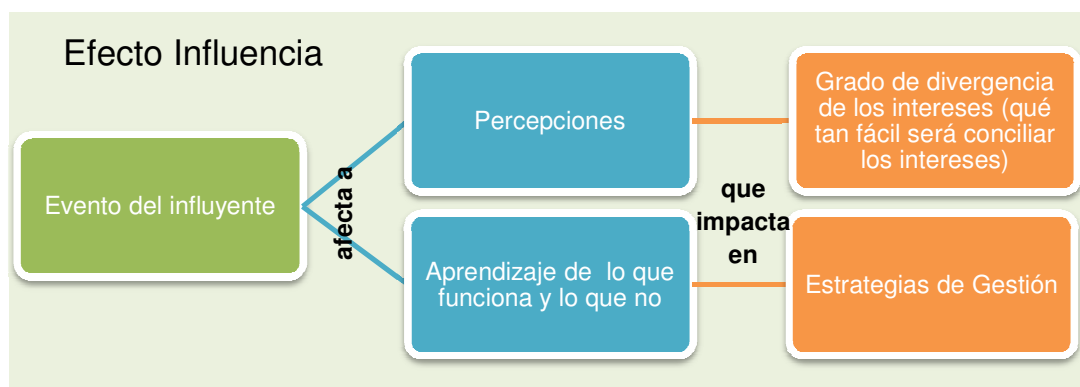 Efecto Influencia
Evento del influyente
afecta a
Percepciones
Aprendizaje de lo que
funciona y lo que no
que
impacta
en
Grado de divergencia
de los intereses (qué
tan fácil será conciliar
los intereses)
Estrategias de Gestión